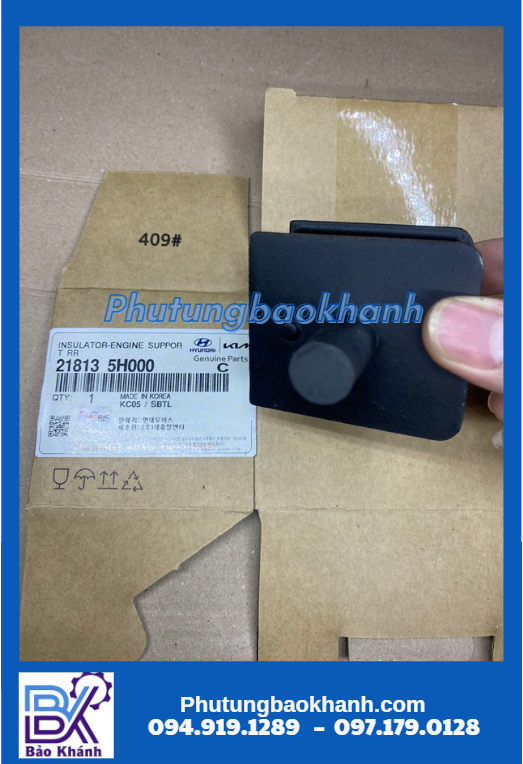 409#
Phutungbaokhanh
INSULATOR-ENGINE SUPPOR
T RR
HYUNDAI KIA
Genuine Parts
21813 5H000 C
QTY: 1 MADE IN KOREA
KC05 / SBTL
BK
Bảo Khánh
Phutungbaokhanh.com
094.919.1289 - 097.179.0128